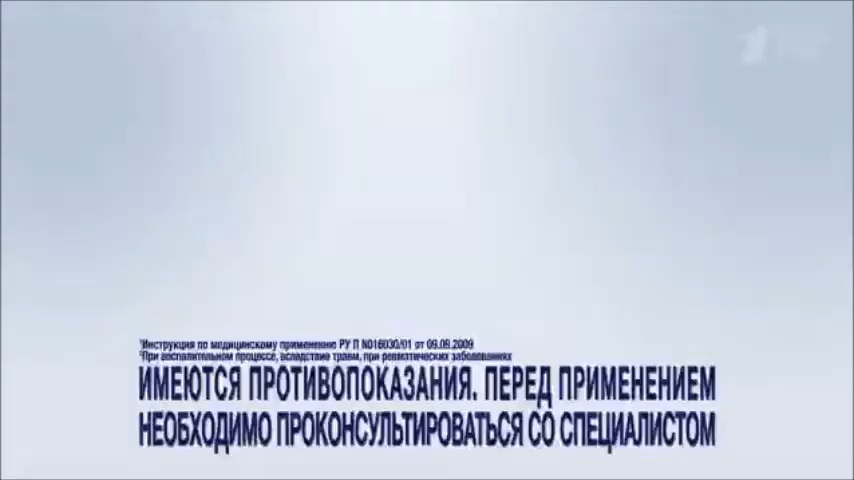 ¹Инструкция по медицинскому применению РУ П N016030/01 от 09.09.2009
²При воспалительном процессе, вследствие травм, при ревматических заболеваниях
ИМЕЮТСЯ ПРОТИВОПОКАЗАНИЯ. ПЕРЕД ПРИМЕНЕНИЕМ
НЕОБХОДИМО ПРОКОНСУЛЬТИРОВАТЬСЯ СО СПЕЦИАЛИСТОМ